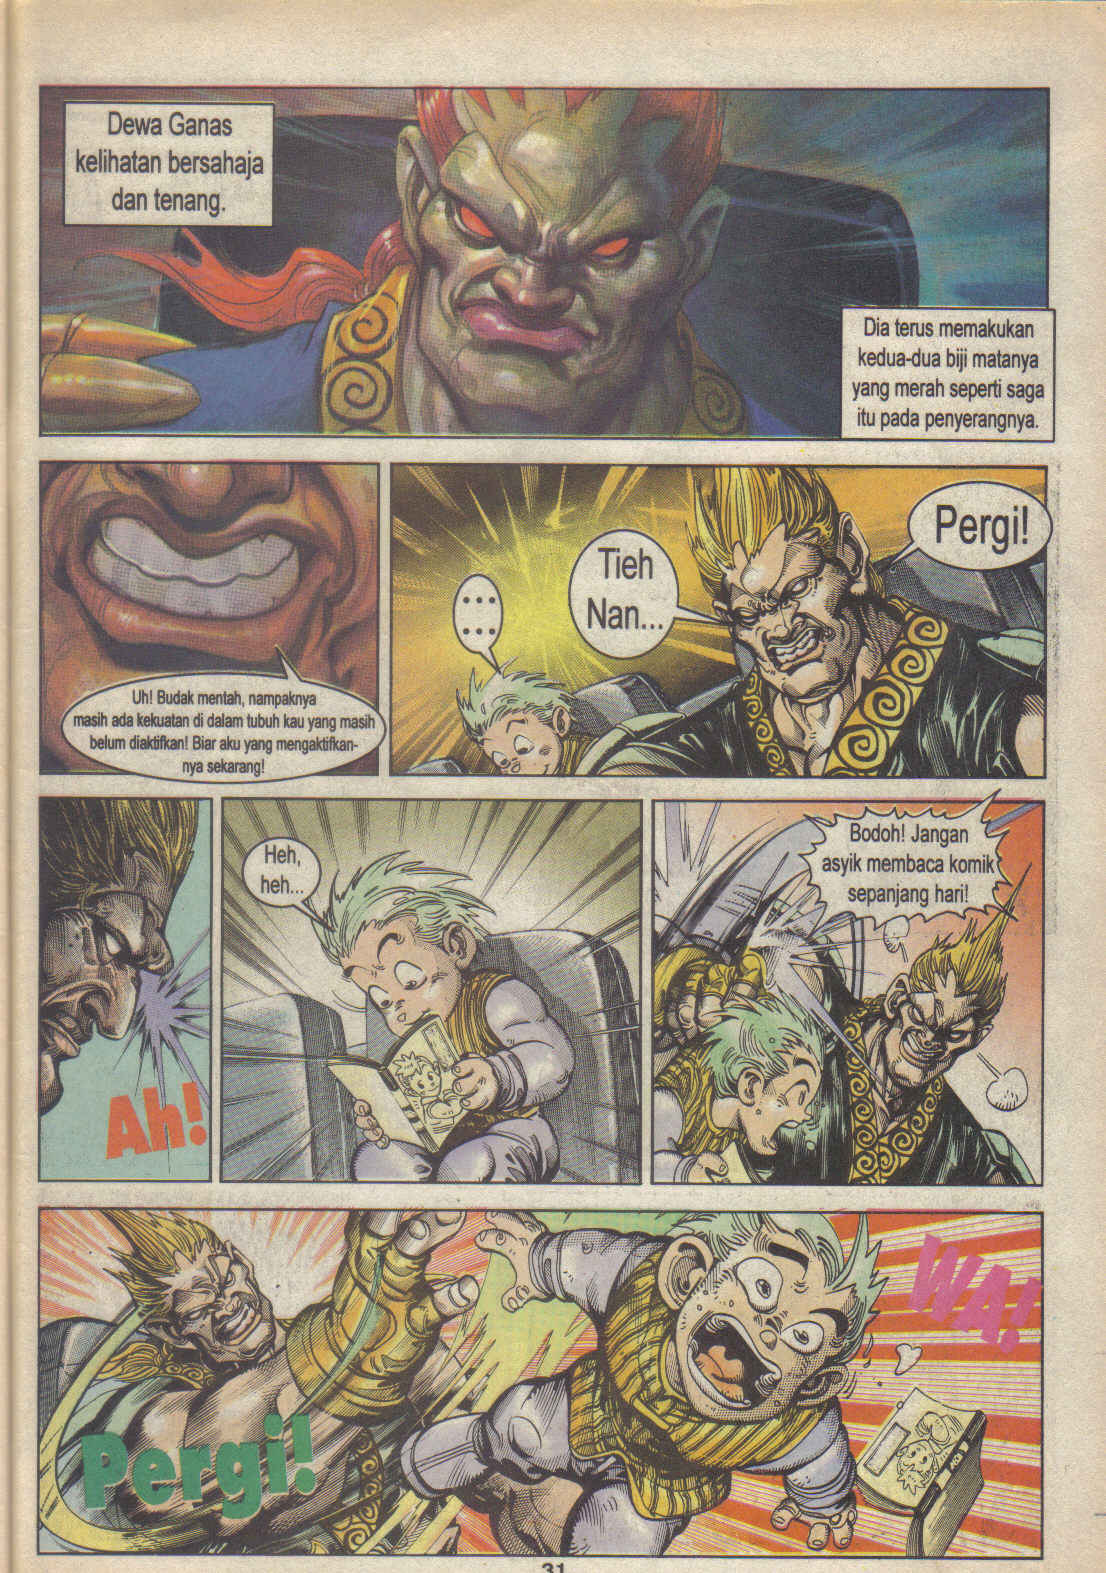 Dewa Ganas
kelihatan bersahaja
dan tenang.
Dia terus memakukan
kedua-dua biji matanya
yang merah seperti saga
itu pada penyerangnya.
Uh! Budak mentah, nampaknya
masih ada kekuatan di dalam tubuh kau yang masih
belum diaktifkan! Biar aku yang mengaktifkan-
nya sekarang!
...
...
Tieh
Nan...
Pergi!
Ah!
Heh,
heh...
Bodoh! Jangan
asyik membaca komik
sepanjang hari!
Pergi!
WA!
31